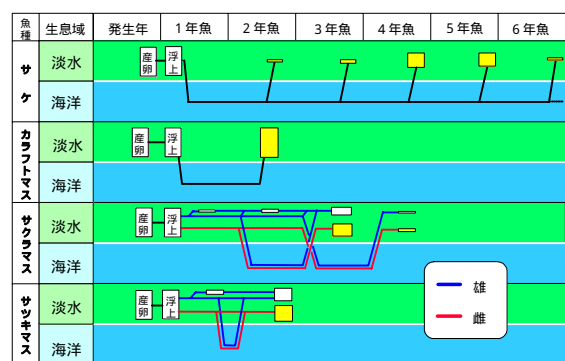 魚種 生息域 発生年 1年魚 2年魚 3年魚 4年魚 5年魚 6年魚
サケ 淡水 産卵 浮上
海洋
カラフトマス 淡水 産卵 浮上
海洋
サクラマス 淡水 産卵 浮上
海洋
雄
雌
サツキマス 淡水 産卵 浮上
海洋